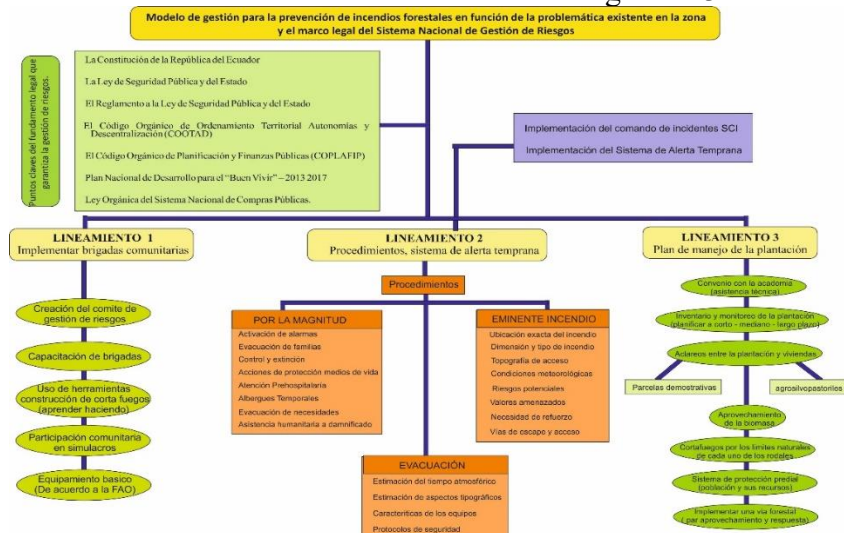 Modelo de gestión para la prevención de incendios forestales en función de la problemática existente en la zona
y el marco legal del Sistema Nacional de Gestión de Riesgos
Puntos claves del fundamento legal que
garantiza la gestión de riesgos.
La Constitución de la República del Ecuador
La Ley de Seguridad Pública y del Estado
El Reglamento a la Ley de Seguridad Pública y del Estado
El Código Orgánico de Ordenamiento Territorial Autonomías y
Descentralización (COOTAD)
El Código Orgánico de Planificación y Finanzas Públicas (COPLAFIP)
Plan Nacional de Desarrollo para el "Buen Vivir" – 2013 2017
Ley Orgánica del Sistema Nacional de Compras Públicas.
Implementación del comando de incidentes SCI
Implementación del Sistema de Alerta Temprana
LINEAMIENTO 1
Implementar brigadas comunitarias
Creación del comite de
gestión de riesgos
Capacitación de brigadas
Uso de herramientas
construcción de corta fuegos
(aprender haciendo)
Participación comunitaria
en simulacros
Equipamiento basico
(De acuerdo a la FAO)
LINEAMIENTO 2
Procedimientos, sistema de alerta temprana
Procedimientos
POR LA MAGNITUD
Activación de alarmas
Evacuación de familias
Control y extinción
Acciones de protección medios de vida
Atención Prehospitalaria
Albergues Temporales
Evacuación de necesidades
Asistencia humanitaria a damnificado
EMINENTE INCENDIO
Ubicación exacta del incendio
Dimensión y tipo de incendio
Topografía de acceso
Condiciones meteorológicas
Riesgos potenciales
Valores amenazados
Necesidad de refuerzo
Vías de escape y acceso
EVACUACIÓN
Estimación del tiempo atmosférico
Estimación de aspectos tipográficos
Caracteríticas de los equipos
Protocolos de seguridad
LINEAMIENTO 3
Plan de manejo de la plantación
Convenio con la academia
(asistencia técnica)
Inventario y monitoreo de la plantación
(planificar a corto - mediano - largo plazo)
Aclareos entre la plantación y viviendas
Parcelas demostrativas
agrosilvopastoriles
Aprovechamiento
de la biomasa
Cortafuegos por los limites naturales
de cada uno de los rodales
Sistema de protección predial
(población y sus recursos)
Implementar una vía forestal
( par aprovechamiento y respuesta)